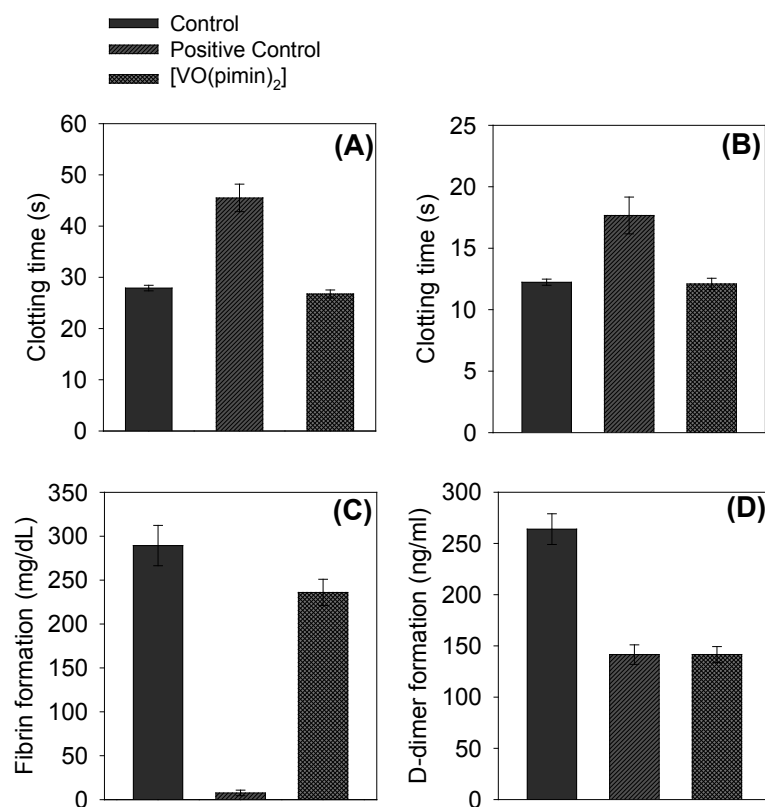 Control
Positive Control
[VO(pimin)₂]
(A)
Clotting time (s)
60
50
40
30
20
10
0
(B)
Clotting time (s)
25
20
15
10
5
0
(C)
Fibrin formation (mg/dL)
350
300
250
200
150
100
50
0
(D)
D-dimer formation (ng/ml)
300
250
200
150
100
50
0